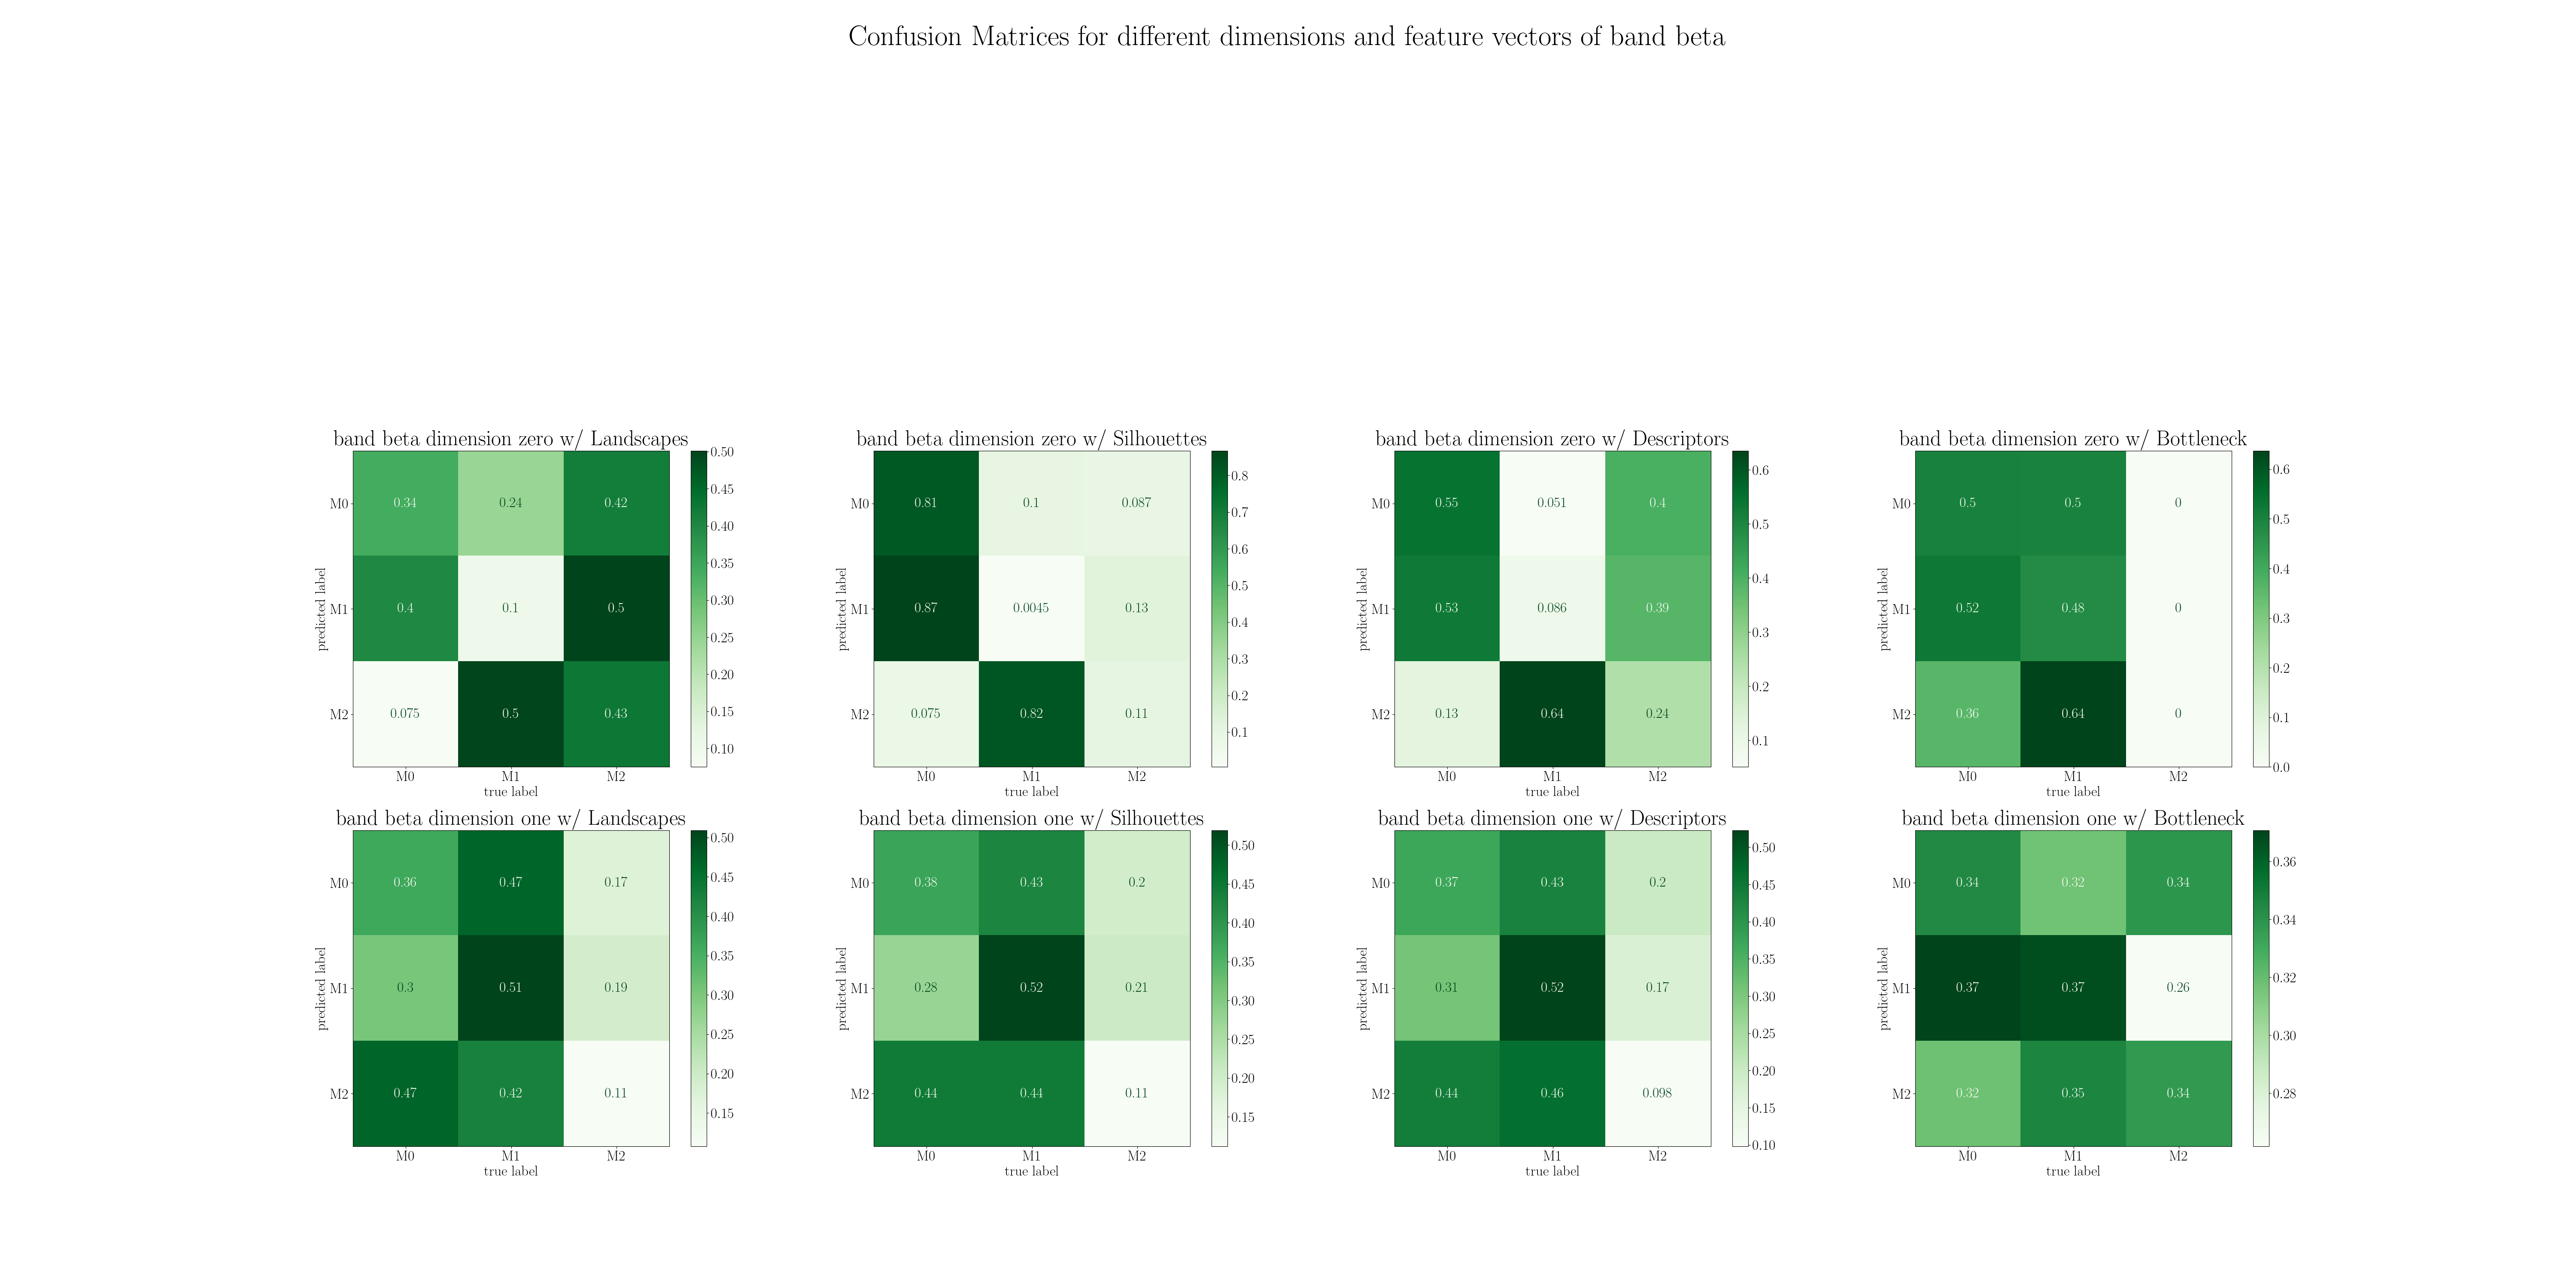 Confusion Matrices for different dimensions and feature vectors of band beta
band beta dimension zero w/ Landscapes
predicted label
M0 0.34 0.24 0.42
M1 0.4 0.1 0.5
M2 0.075 0.5 0.43
M0 M1 M2
true label
0.50
0.45
0.40
0.35
0.30
0.25
0.20
0.15
0.10
band beta dimension zero w/ Silhouettes
predicted label
M0 0.81 0.1 0.087
M1 0.87 0.0045 0.13
M2 0.075 0.82 0.11
M0 M1 M2
true label
0.8
0.7
0.6
0.5
0.4
0.3
0.2
0.1
band beta dimension zero w/ Descriptors
predicted label
M0 0.55 0.051 0.4
M1 0.53 0.086 0.39
M2 0.13 0.64 0.24
M0 M1 M2
true label
0.6
0.5
0.4
0.3
0.2
0.1
band beta dimension zero w/ Bottleneck
predicted label
M0 0.5 0.5 0
M1 0.52 0.48 0
M2 0.36 0.64 0
M0 M1 M2
true label
0.6
0.5
0.4
0.3
0.2
0.1
0.0
band beta dimension one w/ Landscapes
predicted label
M0 0.36 0.47 0.17
M1 0.3 0.51 0.19
M2 0.47 0.42 0.11
M0 M1 M2
true label
0.50
0.45
0.40
0.35
0.30
0.25
0.20
0.15
band beta dimension one w/ Silhouettes
predicted label
M0 0.38 0.43 0.2
M1 0.28 0.52 0.21
M2 0.44 0.44 0.11
M0 M1 M2
true label
0.50
0.45
0.40
0.35
0.30
0.25
0.20
0.15
band beta dimension one w/ Descriptors
predicted label
M0 0.37 0.43 0.2
M1 0.31 0.52 0.17
M2 0.44 0.46 0.098
M0 M1 M2
true label
0.50
0.45
0.40
0.35
0.30
0.25
0.20
0.15
0.10
band beta dimension one w/ Bottleneck
predicted label
M0 0.34 0.32 0.34
M1 0.37 0.37 0.26
M2 0.32 0.35 0.34
M0 M1 M2
true label
0.36
0.34
0.32
0.30
0.28